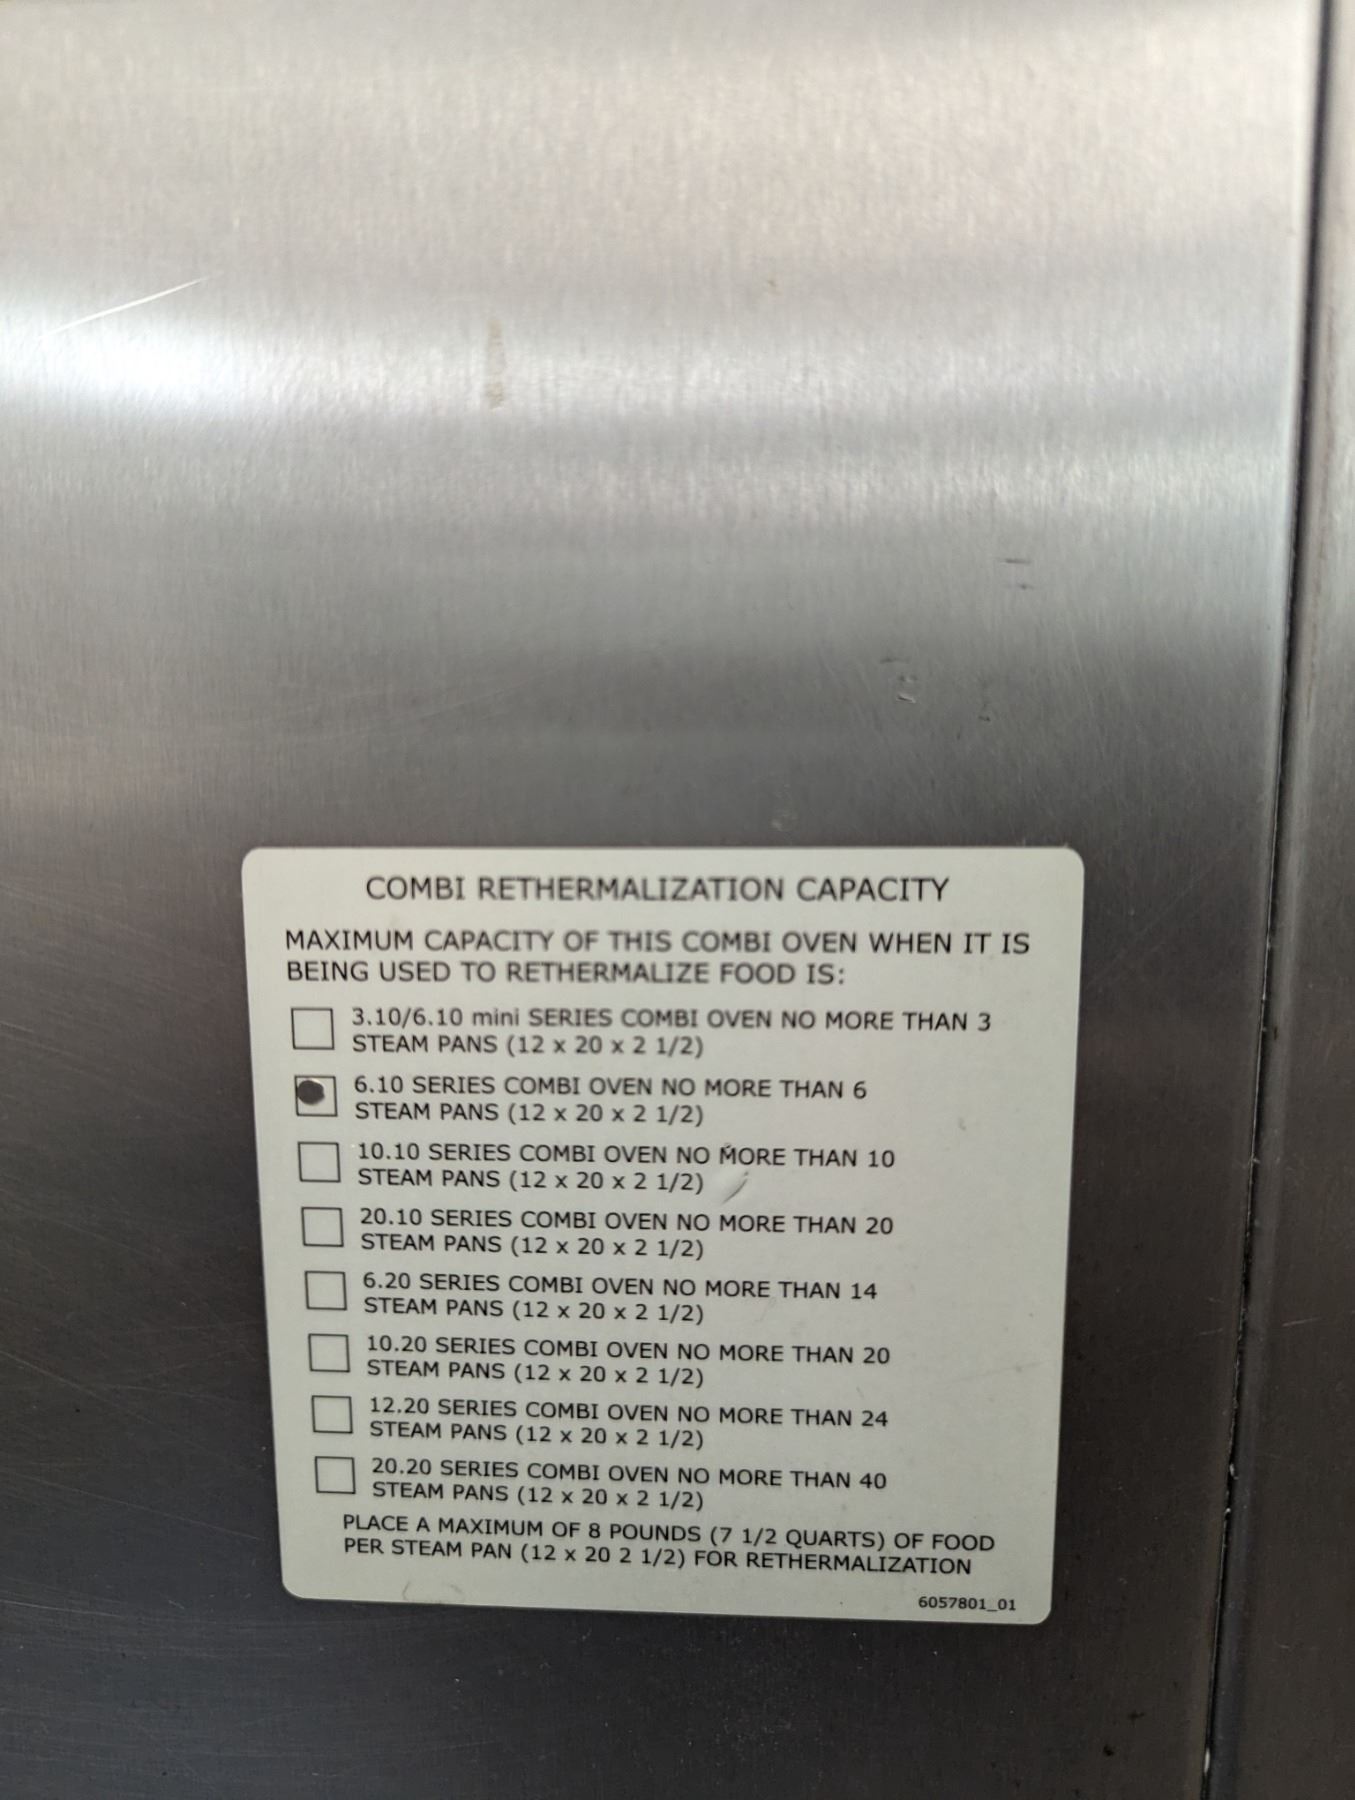 COMBI RETHERMALIZATION CAPACITY
MAXIMUM CAPACITY OF THIS COMBI OVEN WHEN IT IS
BEING USED TO RETHERMALIZE FOOD IS:
3.10/6.10 mini SERIES COMBI OVEN NO MORE THAN 3
STEAM PANS (12 x 20 x 2 1/2)
6.10 SERIES COMBI OVEN NO MORE THAN 6
STEAM PANS (12 x 20 x 2 1/2)
10.10 SERIES COMBI OVEN NO MORE THAN 10
STEAM PANS (12 x 20 x 2 1/2)
20.10 SERIES COMBI OVEN NO MORE THAN 20
STEAM PANS (12 x 20 x 2 1/2)
6.20 SERIES COMBI OVEN NO MORE THAN 14
STEAM PANS (12 x 20 x 2 1/2)
10.20 SERIES COMBI OVEN NO MORE THAN 20
STEAM PANS (12 x 20 x 2 1/2)
12.20 SERIES COMBI OVEN NO MORE THAN 24
STEAM PANS (12 x 20 x 2 1/2)
20.20 SERIES COMBI OVEN NO MORE THAN 40
STEAM PANS (12 x 20 x 2 1/2)
PLACE A MAXIMUM OF 8 POUNDS (7 1/2 QUARTS) OF FOOD
PER STEAM PAN (12 x 20 2 1/2) FOR RETHERMALIZATION
6057801_01